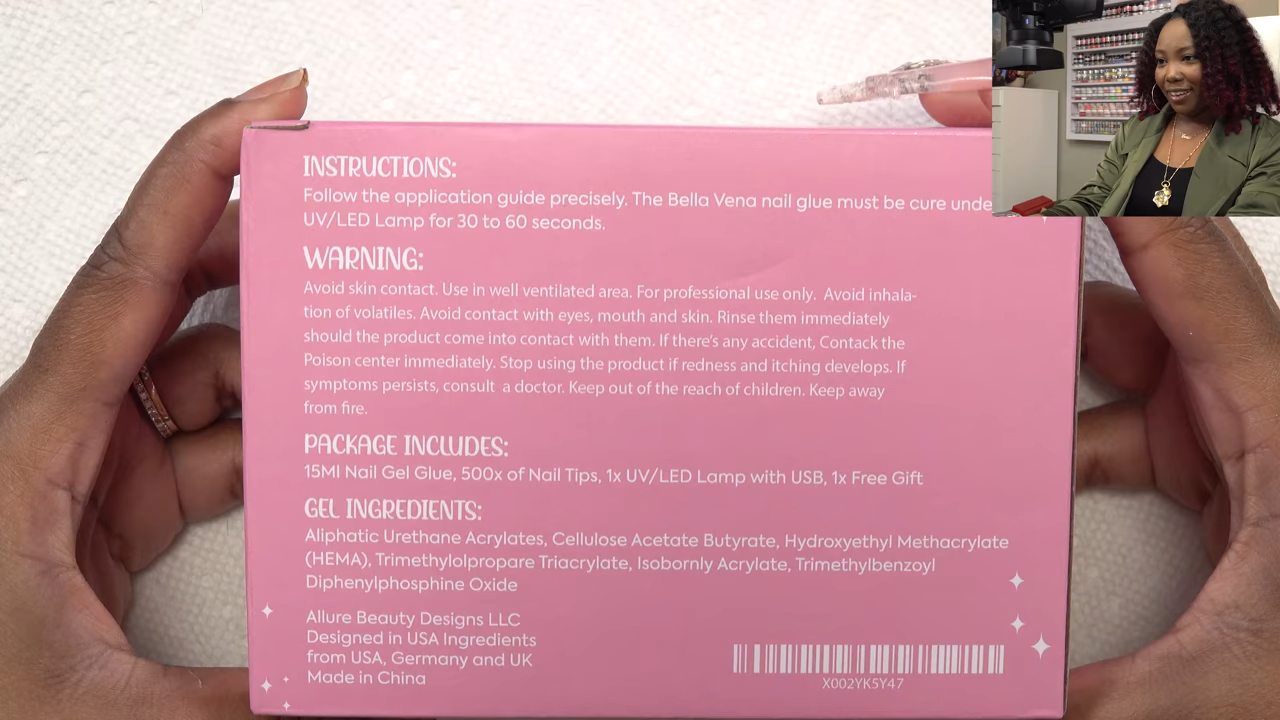 INSTRUCTIONS:
Follow the application guide precisely. The Bella Vena nail glue must be cure unde
UV/LED Lamp for 30 to 60 seconds.
WARNING:
Avoid skin contact. Use in well ventilated area. For professional use only. Avoid inhala-
tion of volatiles. Avoid contact with eyes, mouth and skin. Rinse them immediately
should the product come into contact with them. If there's any accident, Contack the
Poison center immediately. Stop using the product if redness and itching develops. If
symptoms persists, consult a doctor. Keep out of the reach of children. Keep away
from fire.
PACKAGE INCLUDES:
15Ml Nail Gel Glue, 500x of Nail Tips, 1x UV/LED Lamp with USB, 1x Free Gift
GEL INGREDIENTS:
Aliphatic Urethane Acrylates, Cellulose Acetate Butyrate, Hydroxyethyl Methacrylate
(HEMA), Trimethylolpropare Triacrylate, Isobornly Acrylate, Trimethylbenzoyl
Diphenylphosphine Oxide
Allure Beauty Designs LLC
Designed in USA Ingredients
from USA, Germany and UK
Made in China
X002YK5Y47